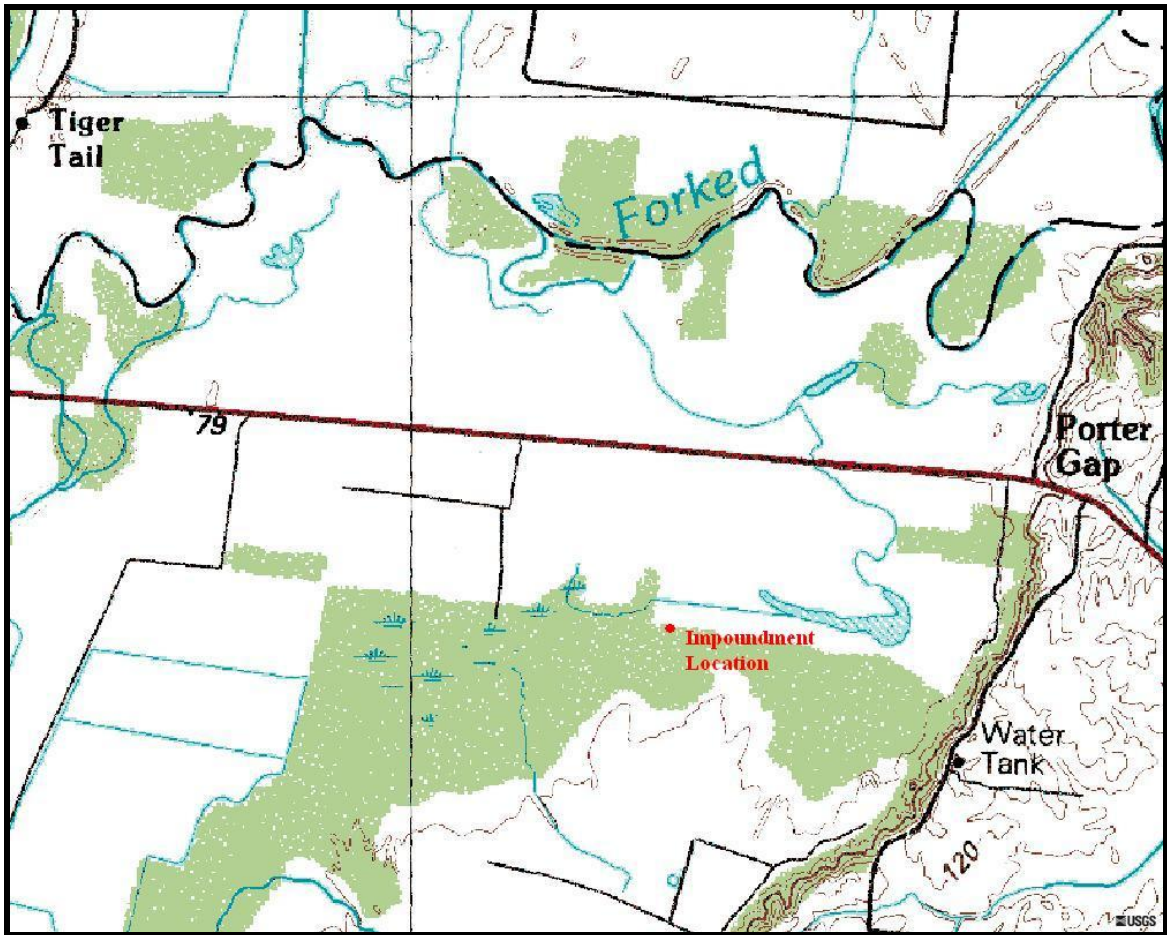 Tiger
Tail
Forked
79
Porter
Gap
Impoundment
Location
Water
Tank
120
USGS